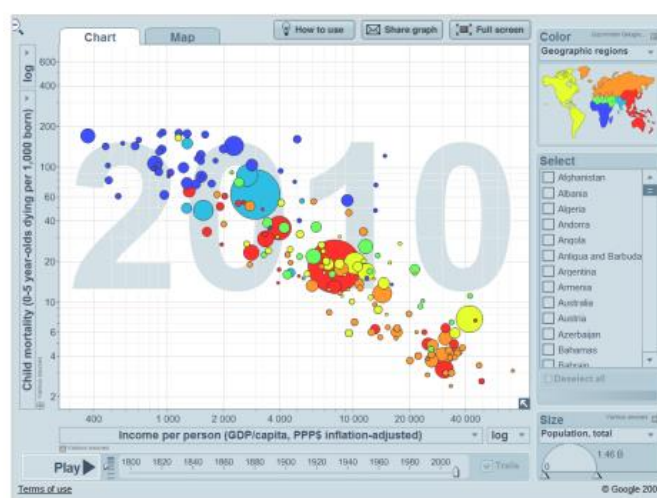 Chart
Map
How to use
Share graph
Full screen
Color
Geographic regions
log
Child mortality (0-5 year-olds dying per 1,000 born)
600
400
200
100
60
40
20
10
6
4
2
2010
400
1 000
2 000
4 000
10 000
20 000
40 000
Income per person (GDP/capita, PPP$ inflation-adjusted)
log
Select
Afghanistan
Albania
Algeria
Andorra
Angola
Antigua and Barbuda
Argentina
Armenia
Australia
Austria
Azerbaijan
Bahamas
Bahrain
Deselect all
Size
Population, total
0
1.46 B
Play
1800
1820
1840
1860
1880
1900
1920
1940
1960
1980
2000
Trails
Terms of use
© Google 200